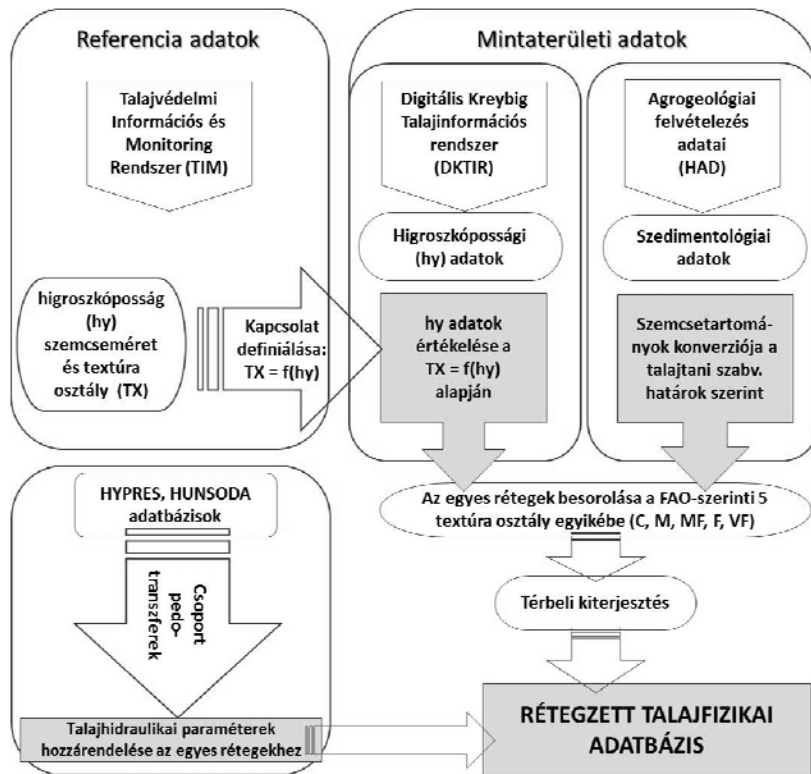 Referencia adatok
Talajvédelmi
Információs és
Monitoring
Rendszer (TIM)
higroszkóposság
(hy)
szemcseméret
és textúra
osztály (TX)
Kapcsolat
definiálása:
TX = f(hy)
Mintaterületi adatok
Digitális Kreybig
Talajinformációs
rendszer
(DKTIR)
Higroszkópossági
(hy) adatok
hy adatok
értékelése a
TX = f(hy)
alapján
Agrogeológiai
felvételezés
adatai
(HAD)
Szedimentológiai
adatok
Szemcsetartomá-
nyok konverziója a
talajtani szabv.
határok szerint
Az egyes rétegek besorolása a FAO-szerinti 5
textúra osztály egyikébe (C, M, MF, F, VF)
Térbeli kiterjesztés
HYPRES, HUNSODA
adatbázisok
Csoport
pedo-
transzferek
Talajhidraulikai paraméterek
hozzárendelése az egyes rétegekhez
RÉTEGZETT TALAJFIZIKAI
ADATBÁZIS